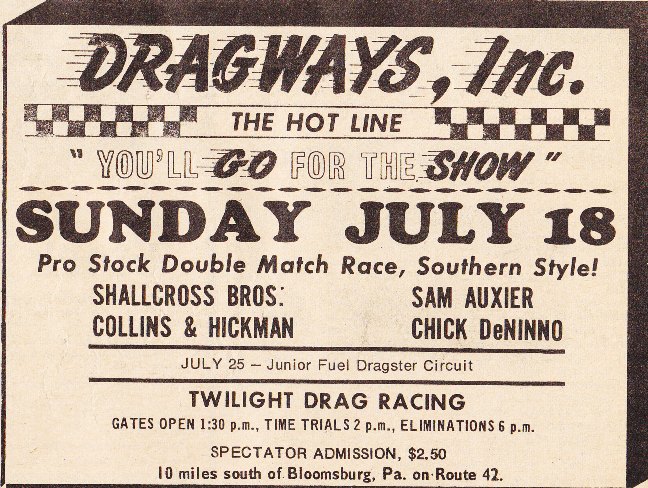 DRAGWAYS, Inc.
THE HOT LINE
" YOU'LL GO FOR THE SHOW "
SUNDAY JULY 18
Pro Stock Double Match Race, Southern Style!
SHALLCROSS BROS: SAM AUXIER
COLLINS & HICKMAN CHICK DeNINNO
JULY 25 – Junior Fuel Dragster Circuit
TWILIGHT DRAG RACING
GATES OPEN 1:30 p.m., TIME TRIALS 2 p.m., ELIMINATIONS 6 p.m.
SPECTATOR ADMISSION, $2.50
10 miles south of Bloomsburg, Pa. on Route 42.